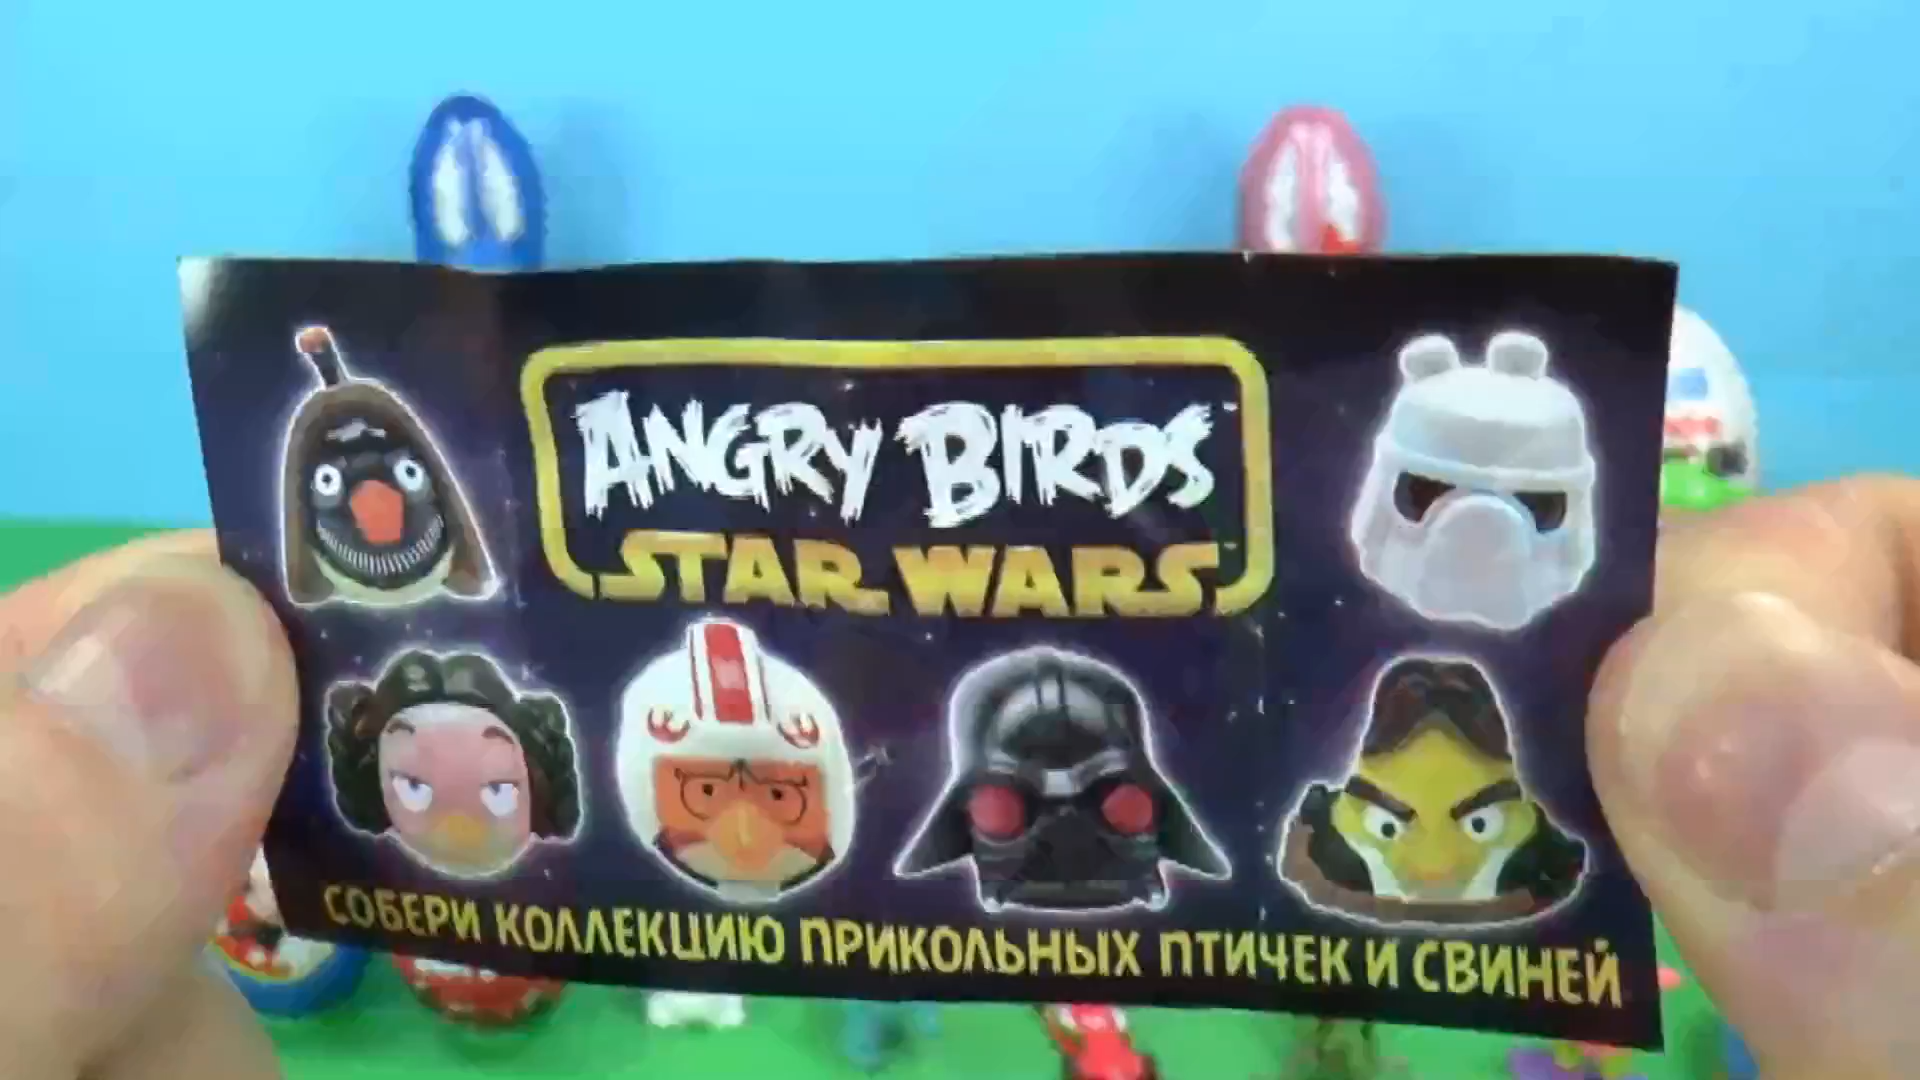 ANGRY BIRDS
STAR WARS
СОБЕРИ КОЛЛЕКЦИЮ ПРИКОЛЬНЫХ ПТИЧЕК И СВИНЕЙ